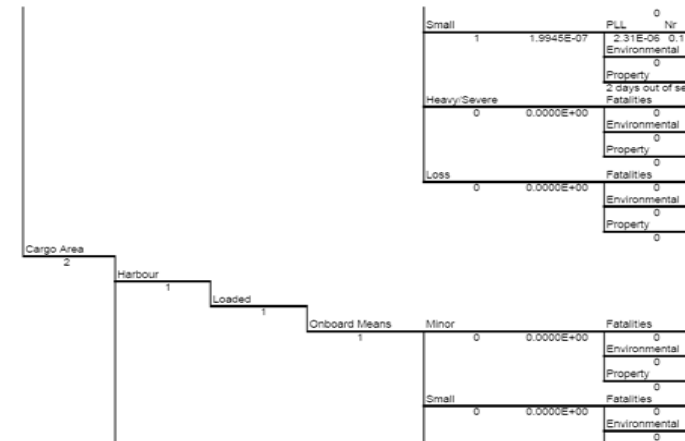 0
Small PLL Nr
1 1.9945E-07 2.31E-06 0.1
Environmental
0
Property
2 days out of se
Heavy/Severe Fatalities
0 0.0000E+00 0
Environmental
0
Property
0
Loss Fatalities
0 0.0000E+00 0
Environmental
0
Property
0
Cargo Area
2
Harbour
1
Loaded
1
Onboard Means Minor Fatalities
1 0 0.0000E+00 0
Environmental
0
Property
0
Small Fatalities
0 0.0000E+00 0
Environmental
0